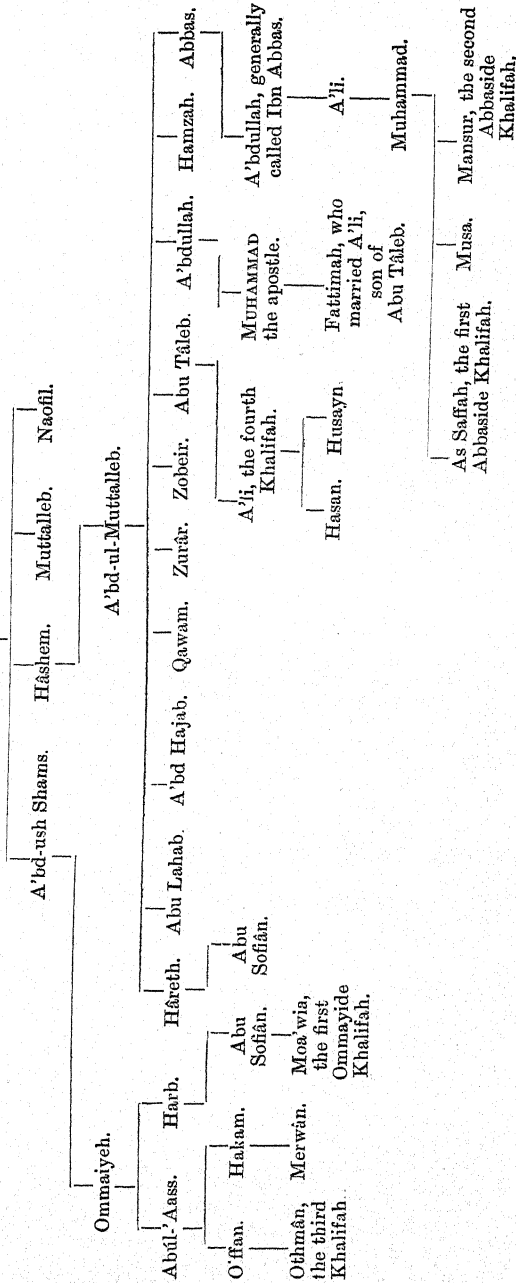 A'bd-ush Shams. Hâshem. Muttalleb. Naofil.
Ommaiyeh. A'bd-ul-Muttalleb.
Abúl-'Aass. Harb. Hâreth. Abu Lahab. A'bd Hajab. Qawam. Zurâr. Zobeir. Abu Tâleb. A'bdullah. Hamzah. Abbas.
O'ffan. Hakam. Abu
Sofiân.
Abu
Sofiân.
A'li, the fourth
Khalifah.
MUHAMMAD
the apostle.
A'bdullah, generally
called Ibn Abbas.
Othmân,
the third
Khalifah
Merwân.
Moa'wia,
the first
Ommayide
Khalifah.
Hasan. Husayn
Fattimah, who
married A'li,
son of
Abu Tâleb.
A'li.
Muhammad.
As Saffah, the first
Abbaside Khalifah.
Musa.
Mansur, the second
Abbaside
Khalifah.